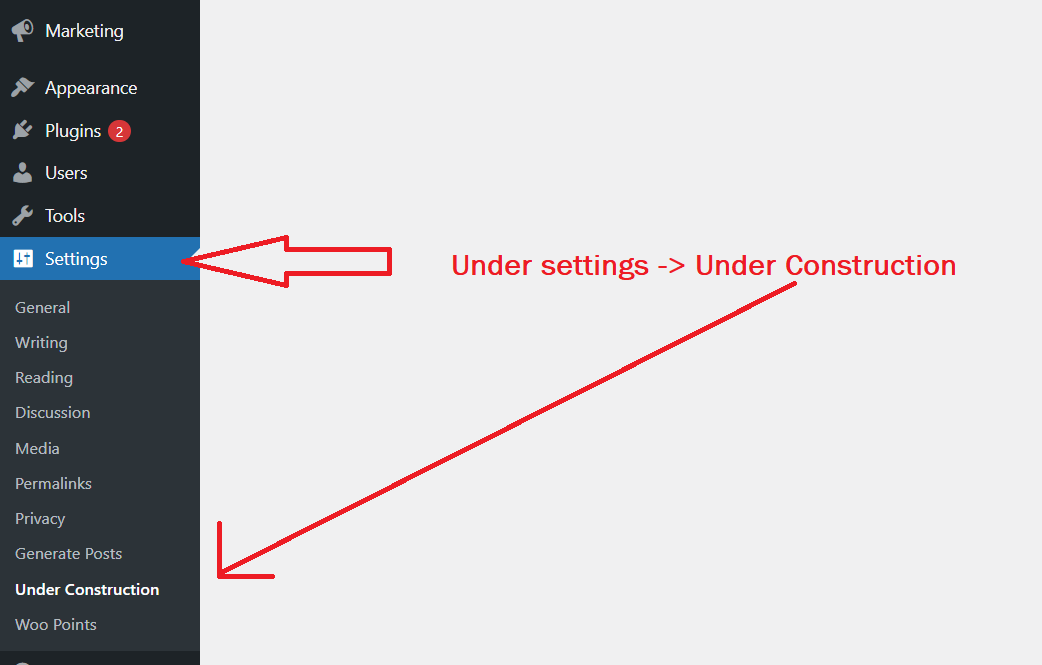 Marketing
Appearance
Plugins 2
Users
Tools
Settings
Under settings -> Under Construction
General
Writing
Reading
Discussion
Media
Permalinks
Privacy
Generate Posts
Under Construction
Woo Points